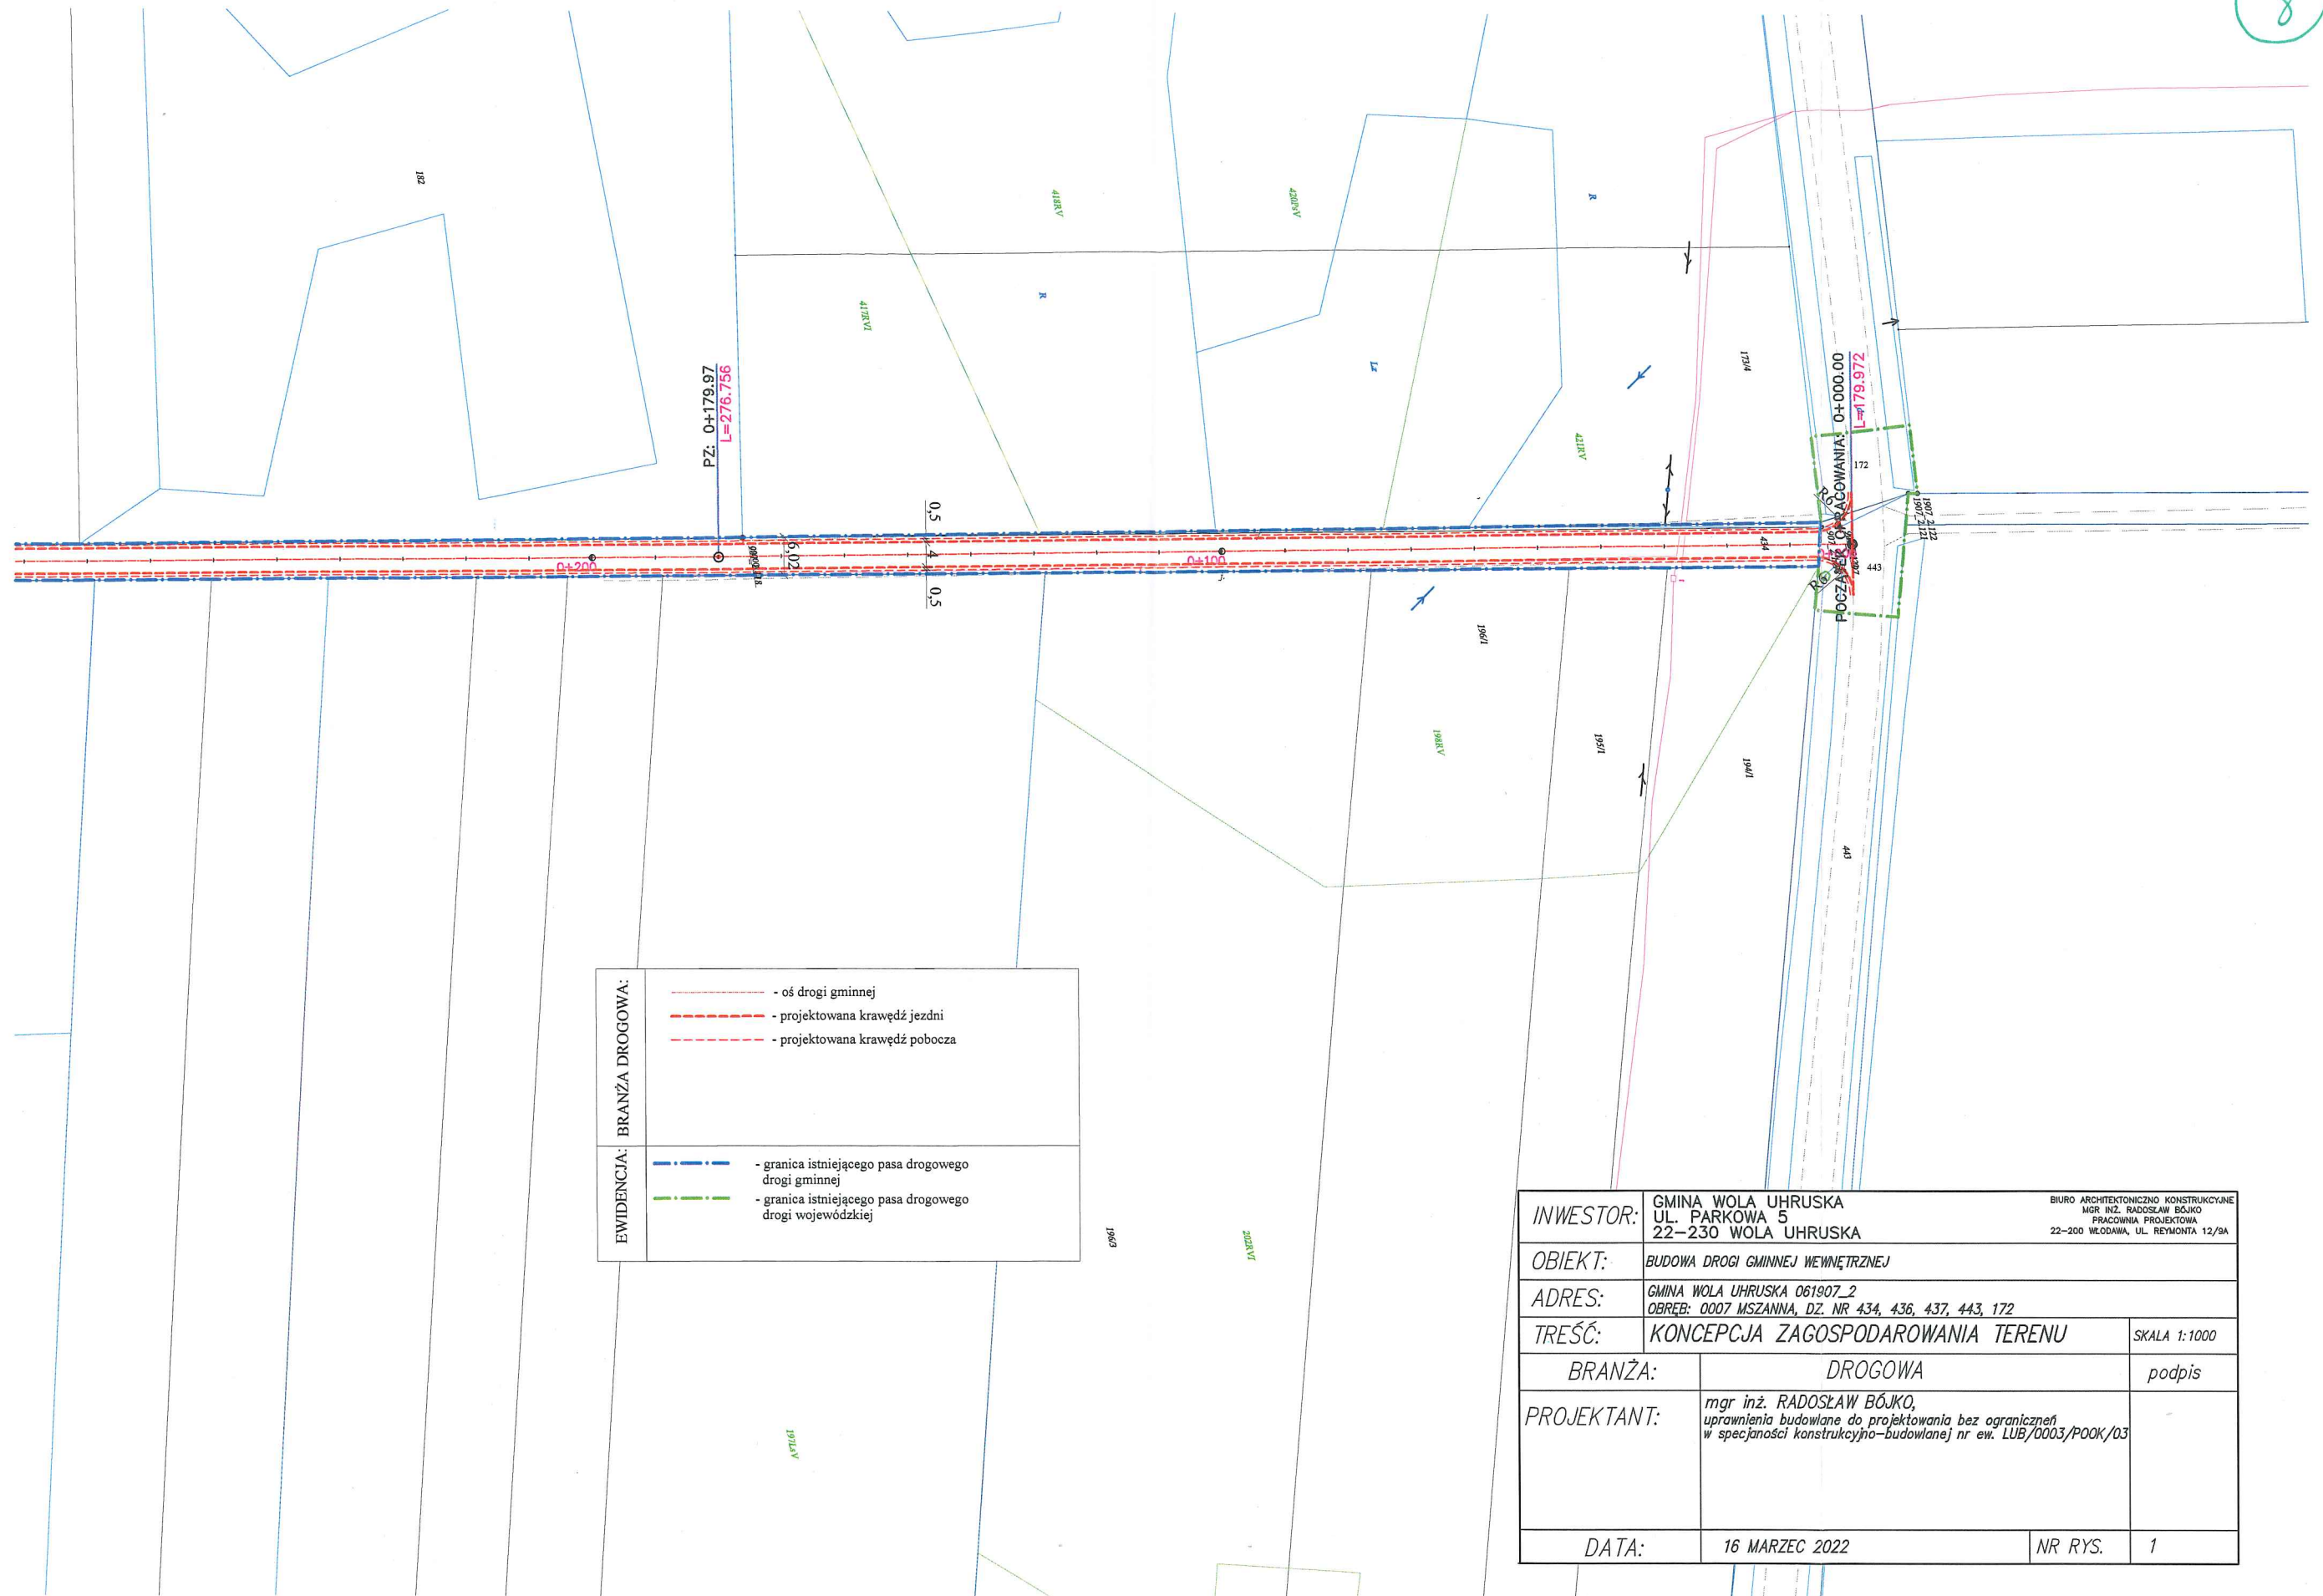 8
182
418RV
420PsV
R
R
417RVI
Lz
173/4
421RV
PZ: 0+179.97
L=276.756
POCZĄTEK OPRACOWANIA: 0+000.00
L=179.972
172
R6
R6
443
434
0,5
4
0,5
6,02
0+200
0+100
196/1
198RV
195/1
194/1
443
196/3
202RVI
197LsV
BRANŻA DROGOWA:
- oś drogi gminnej
- projektowana krawędź jezdni
- projektowana krawędź pobocza
EWIDENCJA:
- granica istniejącego pasa drogowego
drogi gminnej
- granica istniejącego pasa drogowego
drogi wojewódzkiej
INWESTOR:
GMINA WOLA UHRUSKA
UL. PARKOWA 5
22-230 WOLA UHRUSKA
BIURO ARCHITEKTONICZNO KONSTRUKCYJNE
MGR INŻ. RADOSŁAW BÓJKO
PRACOWNIA PROJEKTOWA
22-200 WŁODAWA, UL. REYMONTA 12/9A
OBIEKT:
BUDOWA DROGI GMINNEJ WEWNĘTRZNEJ
ADRES:
GMINA WOLA UHRUSKA 061907_2
OBRĘB: 0007 MSZANNA, DZ. NR 434, 436, 437, 443, 172
TREŚĆ:
KONCEPCJA ZAGOSPODAROWANIA TERENU
SKALA 1:1000
BRANŻA:
DROGOWA
podpis
PROJEKTANT:
mgr inż. RADOSŁAW BÓJKO,
uprawnienia budowlane do projektowania bez ograniczneń
w specjaności konstrukcyjno-budowlanej nr ew. LUB/0003/POOK/03
DATA:
16 MARZEC 2022
NR RYS.
1